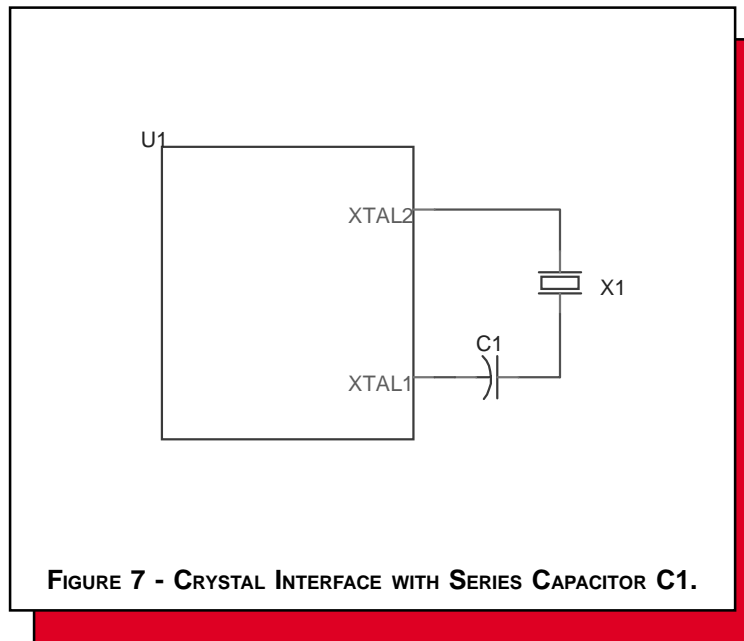 U1
XTAL2
X1
C1
XTAL1
FIGURE 7 - CRYSTAL INTERFACE WITH SERIES CAPACITOR C1.